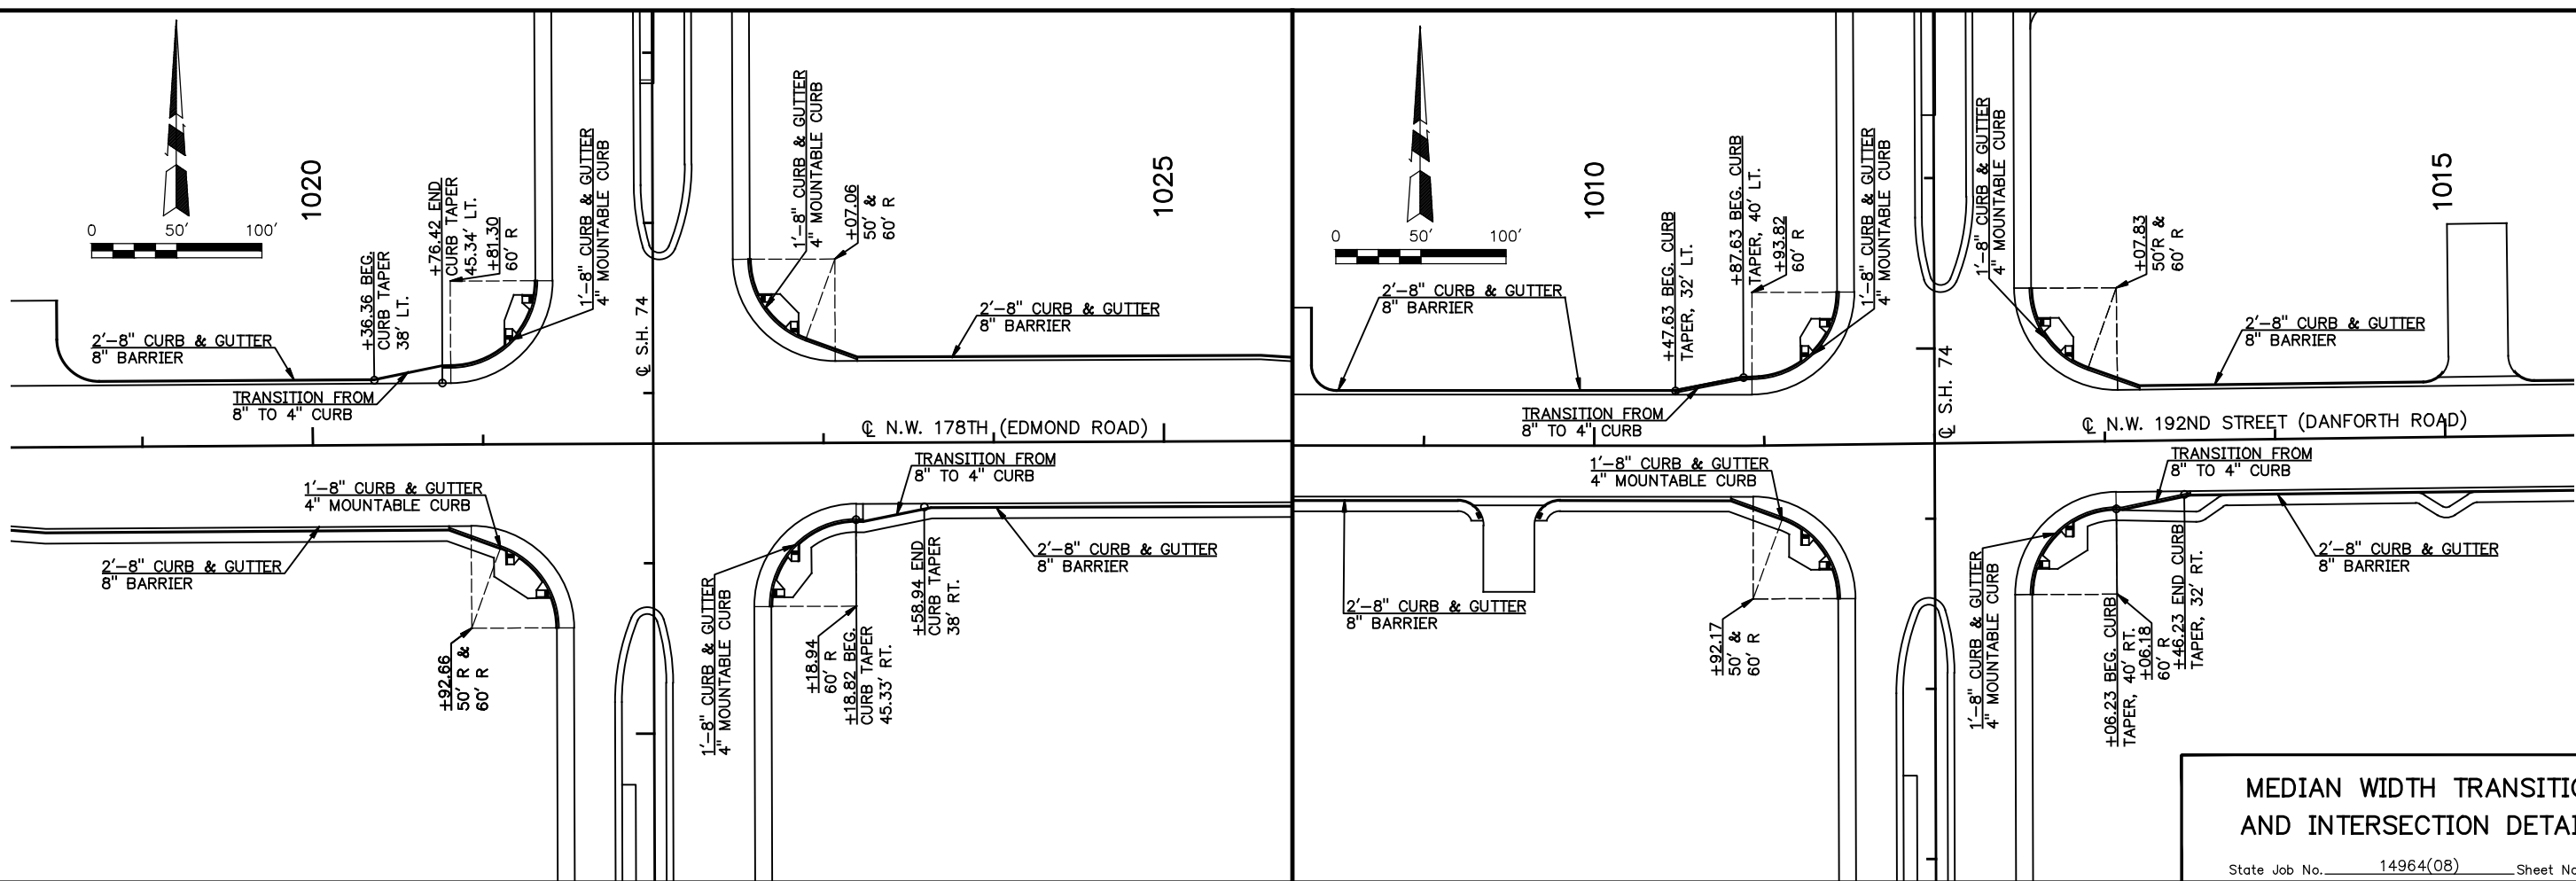 0 50' 100'
1020
1025
+36.36 BEG.
CURB TAPER
38' LT.
+76.42 END
CURB TAPER
45.34' LT.
+81.30
60' R
1'-8" CURB & GUTTER
4" MOUNTABLE CURB
1'-8" CURB & GUTTER
4" MOUNTABLE CURB
+07.06
50' &
60' R
2'-8" CURB & GUTTER
8" BARRIER
2'-8" CURB & GUTTER
8" BARRIER
TRANSITION FROM
8" TO 4" CURB
℄ S.H. 74
℄ N.W. 178TH (EDMOND ROAD)
1'-8" CURB & GUTTER
4" MOUNTABLE CURB
TRANSITION FROM
8" TO 4" CURB
2'-8" CURB & GUTTER
8" BARRIER
2'-8" CURB & GUTTER
8" BARRIER
+92.66
50' R &
60' R
1'-8" CURB & GUTTER
4" MOUNTABLE CURB
+18.94
60' R
+18.82 BEG.
CURB TAPER
45.33' RT.
+58.94 END
CURB TAPER
38' RT.
0 50' 100'
1010
1015
+47.63 BEG. CURB
TAPER, 32' LT.
+87.63 BEG. CURB
TAPER, 40' LT.
+93.82
60' R
1'-8" CURB & GUTTER
4" MOUNTABLE CURB
1'-8" CURB & GUTTER
4" MOUNTABLE CURB
+07.83
50'R &
60' R
2'-8" CURB & GUTTER
8" BARRIER
2'-8" CURB & GUTTER
8" BARRIER
TRANSITION FROM
8" TO 4" CURB
℄ S.H. 74
℄ N.W. 192ND STREET (DANFORTH ROAD)
1'-8" CURB & GUTTER
4" MOUNTABLE CURB
TRANSITION FROM
8" TO 4" CURB
2'-8" CURB & GUTTER
8" BARRIER
2'-8" CURB & GUTTER
8" BARRIER
+92.17
50' &
60' R
1'-8" CURB & GUTTER
4" MOUNTABLE CURB
+06.23 BEG. CURB
TAPER, 40' RT.
+06.18
60' R
+46.23 END CURB
TAPER, 32' RT.
MEDIAN WIDTH
AND INTERSECTION
State Job No. 14964(08) Sheet